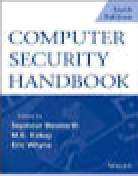 Sixth Edition
COMPUTER
SECURITY
HANDBOOK
Edited by
Seymour Bosworth
M.E. Kabay
Eric Whyne
WILEY